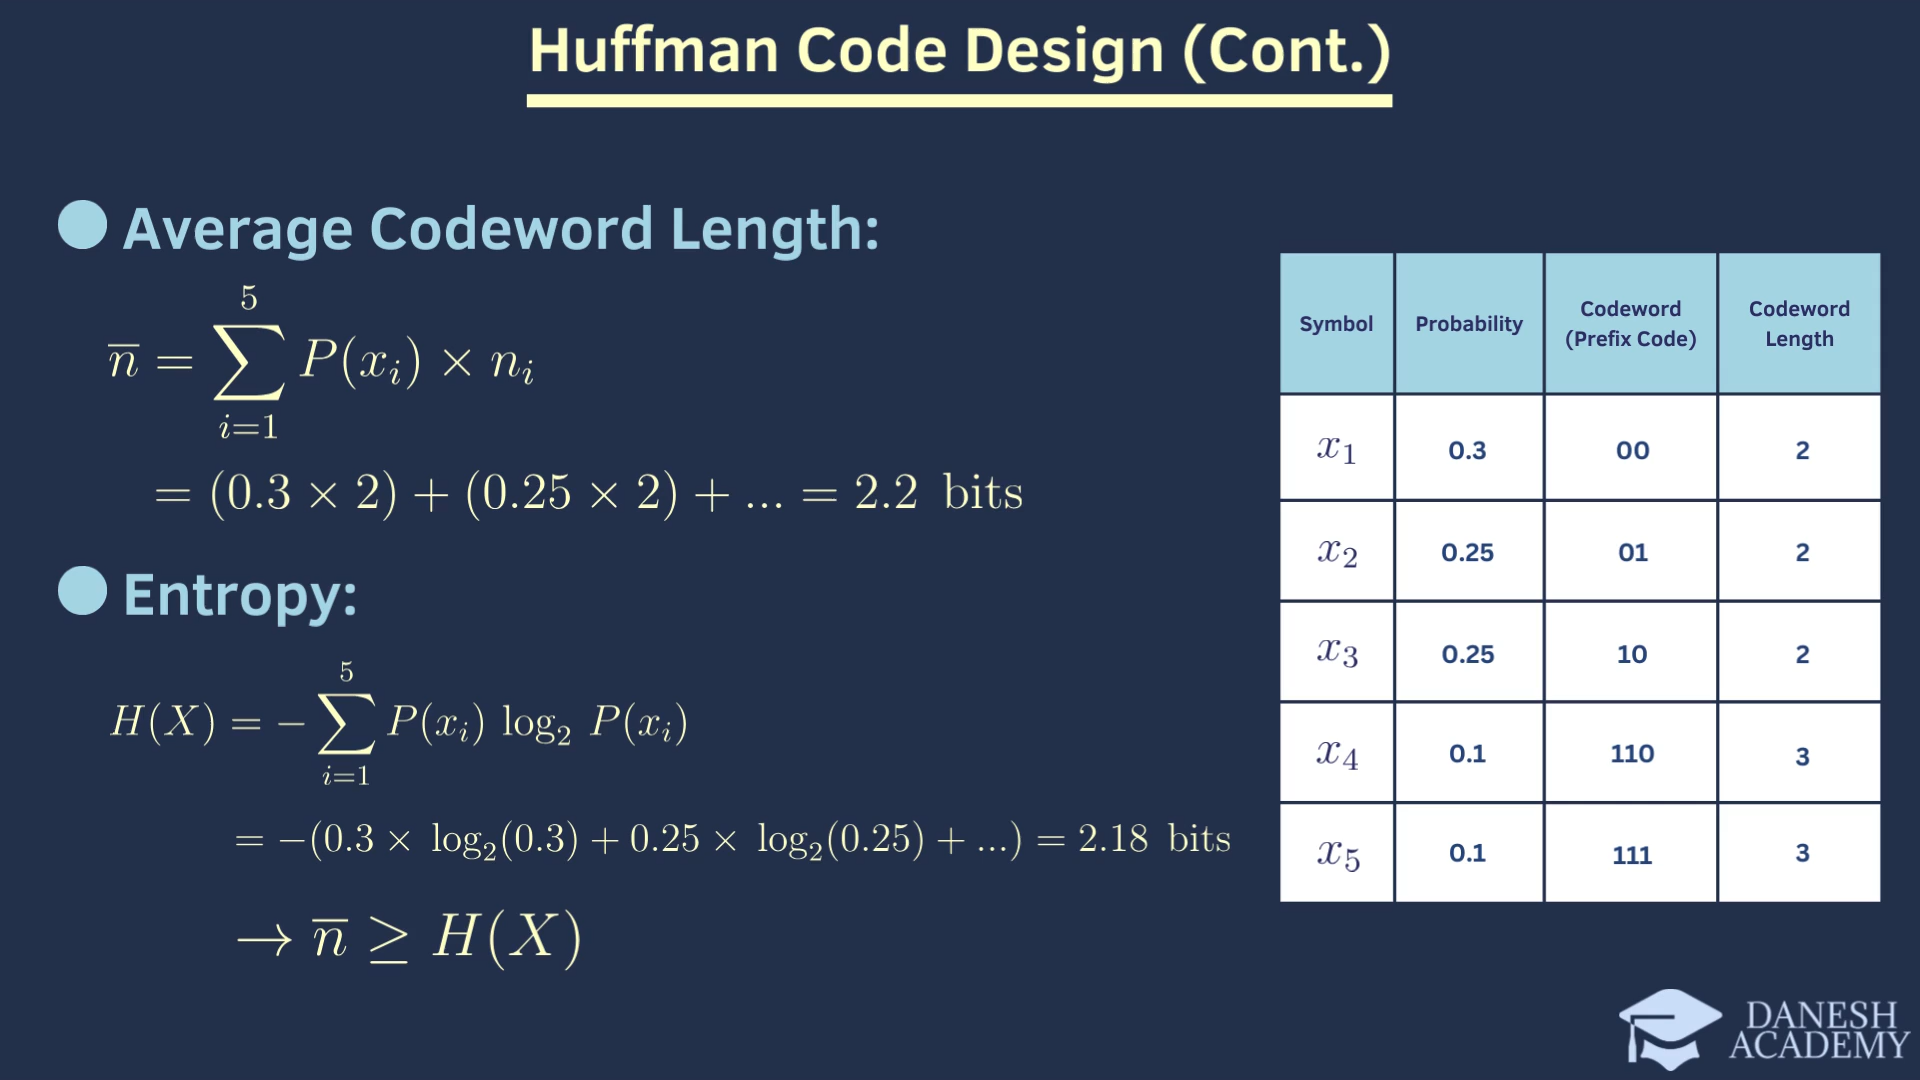 Huffman Code Design (Cont.)
Average Codeword Length:
n̅ = ∑_{i=1}^{5} P(x_i) × n_i
= (0.3 × 2) + (0.25 × 2) + ... = 2.2 bits
Entropy:
H(X) = − ∑_{i=1}^{5} P(x_i) log₂ P(x_i)
= −(0.3 × log₂(0.3) + 0.25 × log₂(0.25) + ...) = 2.18 bits
→ n̅ ≥ H(X)
Symbol Probability Codeword (Prefix Code) Codeword Length
x₁ 0.3 00 2
x₂ 0.25 01 2
x₃ 0.25 10 2
x₄ 0.1 110 3
x₅ 0.1 111 3
DANESH
ACADEMY